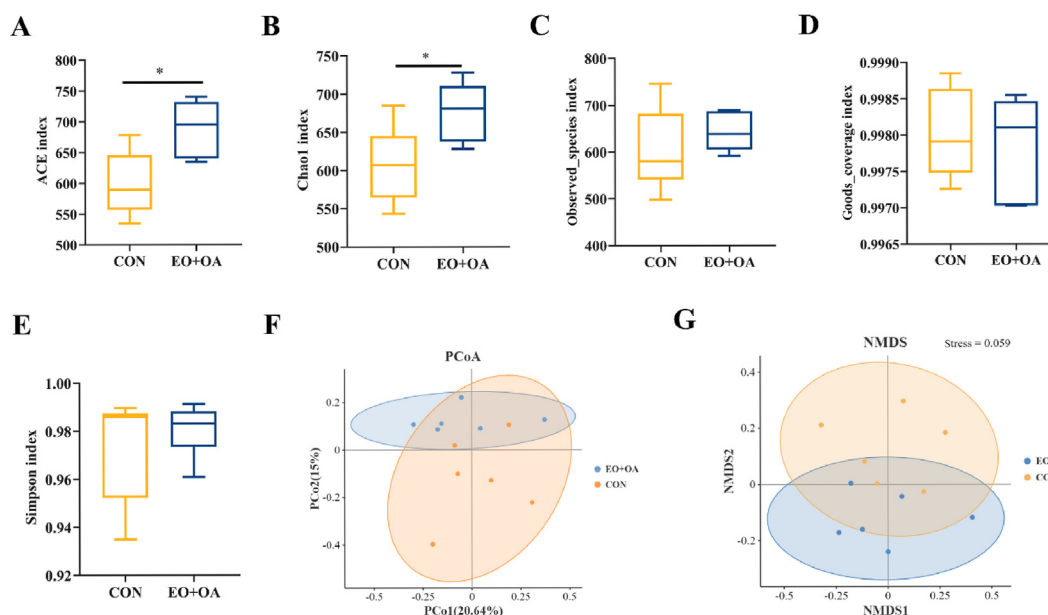 A
ACE index
800
750
700
650
600
550
500
*
CON
EO+OA
B
Chao1 index
750
700
650
600
550
500
*
CON
EO+OA
C
Observed_species index
800
700
600
500
400
CON
EO+OA
D
Goods_coverage index
0.9990
0.9985
0.9980
0.9975
0.9970
0.9965
CON
EO+OA
E
Simpson index
1.00
0.98
0.96
0.94
0.92
CON
EO+OA
F
PCoA
PCo2(15%)
0.2
0
-0.2
-0.4
-0.5
-0.25
0
0.25
0.5
PCo1(20.64%)
EO+OA
CON
G
NMDS
Stress = 0.059
NMDS2
0.4
0.2
0
-0.2
-0.5
-0.25
0
0.25
0.5
NMDS1
EO
CO